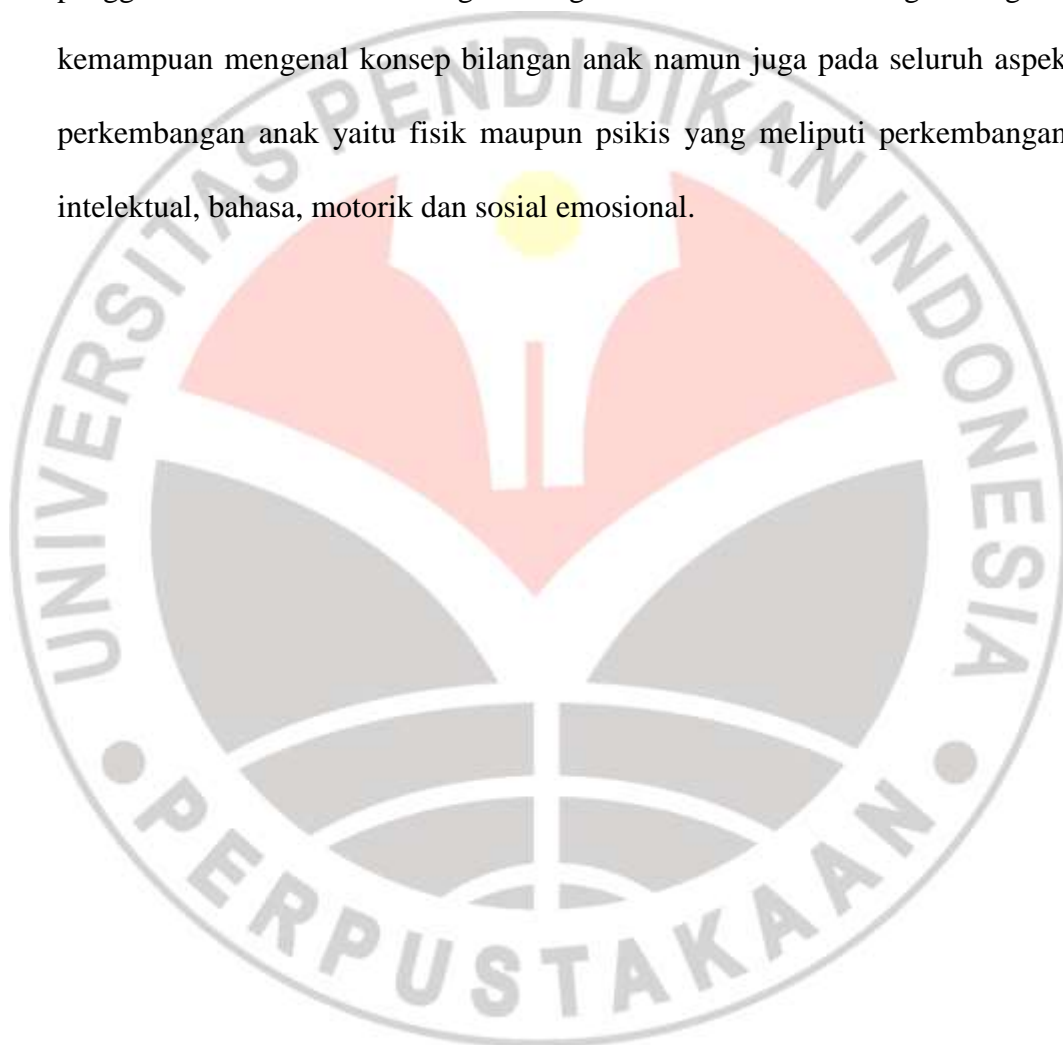 kemampuan mengenal konsep bilangan anak namun juga pada seluruh aspek
perkembangan anak yaitu fisik maupun psikis yang meliputi perkembangan
intelektual, bahasa, motorik dan sosial emosional.
UNIVERSITAS PENDIDIKAN INDONESIA
PERPUSTAKAAN